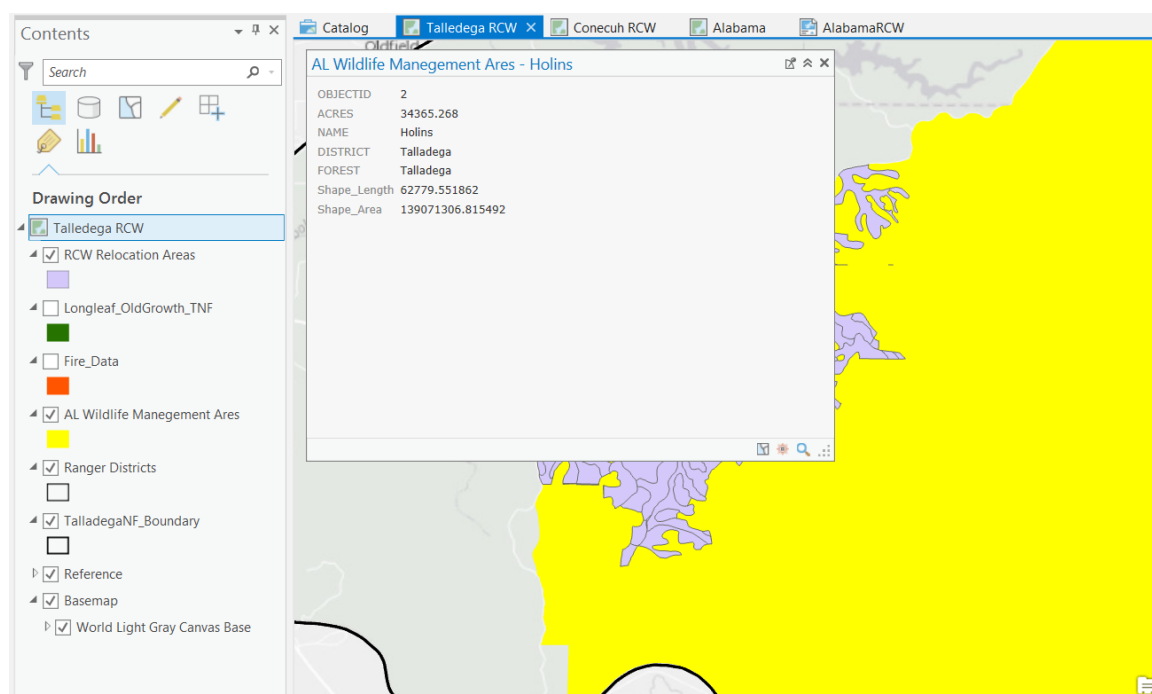 Contents
Search
Drawing Order
Talledega RCW
RCW Relocation Areas
Longleaf_OldGrowth_TNF
Fire_Data
AL Wildlife Manegement Ares
Ranger Districts
TalladegaNF_Boundary
Reference
Basemap
World Light Gray Canvas Base
Catalog
Talledega RCW
Conecuh RCW
Alabama
AlabamaRCW
Oldfield
AL Wildlife Manegement Ares - Holins
OBJECTID 2
ACRES 34365.268
NAME Holins
DISTRICT Talladega
FOREST Talladega
Shape_Length 62779.551862
Shape_Area 139071306.815492